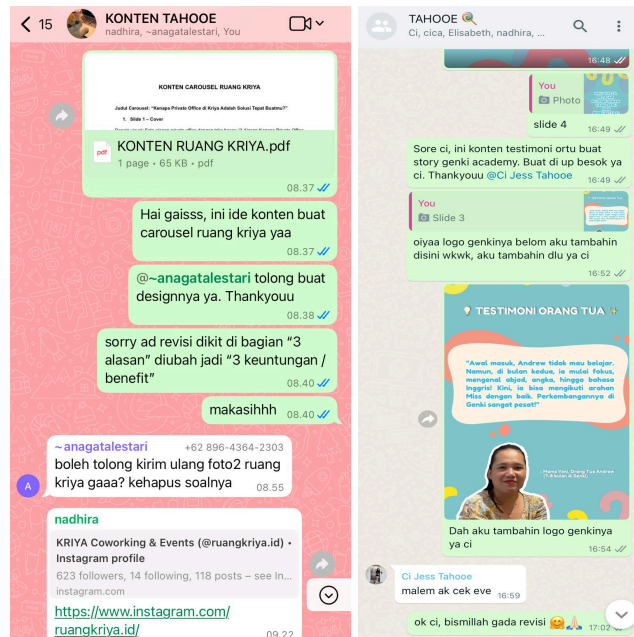 15
KONTEN TAHOOE
nadhira, ~anagatalestari, You
KONTEN CAROUSEL RUANG KRIYA
Judul Carousel: "Kenapa Private Office di Kriya Adalah Solusi Tepat Buatmu?"
1. Slide 1 – Cover
pdf
KONTEN RUANG KRIYA.pdf
1 page • 65 KB • pdf
08.37
Hai gaisss, ini ide konten buat
carousel ruang kriya yaa
08.37
@~anagatalestari tolong buat
designnya ya. Thankyouu
08.38
sorry ad revisi dikit di bagian “3
alasan” diubah jadi “3 keuntungan /
benefit”
08.40
makasihhh
08.40
~anagatalestari
+62 896-4364-2303
boleh tolong kirim ulang foto2 ruang
kriya gaaa? kehapus soalnya
08.55
A
nadhira
KRIYA Coworking & Events (@ruangkriya.id) •
Instagram profile
623 followers, 14 following, 118 posts – see In...
instagram.com
https://www.instagram.com/
ruangkriya.id/
09.22
TAHOOE
Ci, cica, Elisabeth, nadhira, ...
16:48
You
Photo
slide 4
16:49
Sore ci, ini konten testimoni ortu buat
story genki academy. Buat di up besok ya
ci. Thankyouu @Ci Jess Tahooe
16:49
You
Slide 3
oiyaa logo genkinya belom aku tambahin
disini wkwk, aku tambahin dlu ya ci
16:52
TESTIMONI ORANG TUA
"Awal masuk, Andrew tidak mau belajar.
Namun, di bulan kedua, ia mulai fokus,
mengenal abjad, angka, hingga bahasa
Inggris! Kini, ia bisa mengikuti arahan
Miss dengan baik. Perkembangannya di
Genki sangat pesat!"
Dah aku tambahin logo genkinya
ya ci
16:54
Ci Jess Tahooe
malem ak cek eve
16:59
ok ci, bismillah gada revisi 🤗🙏🏻
17:02